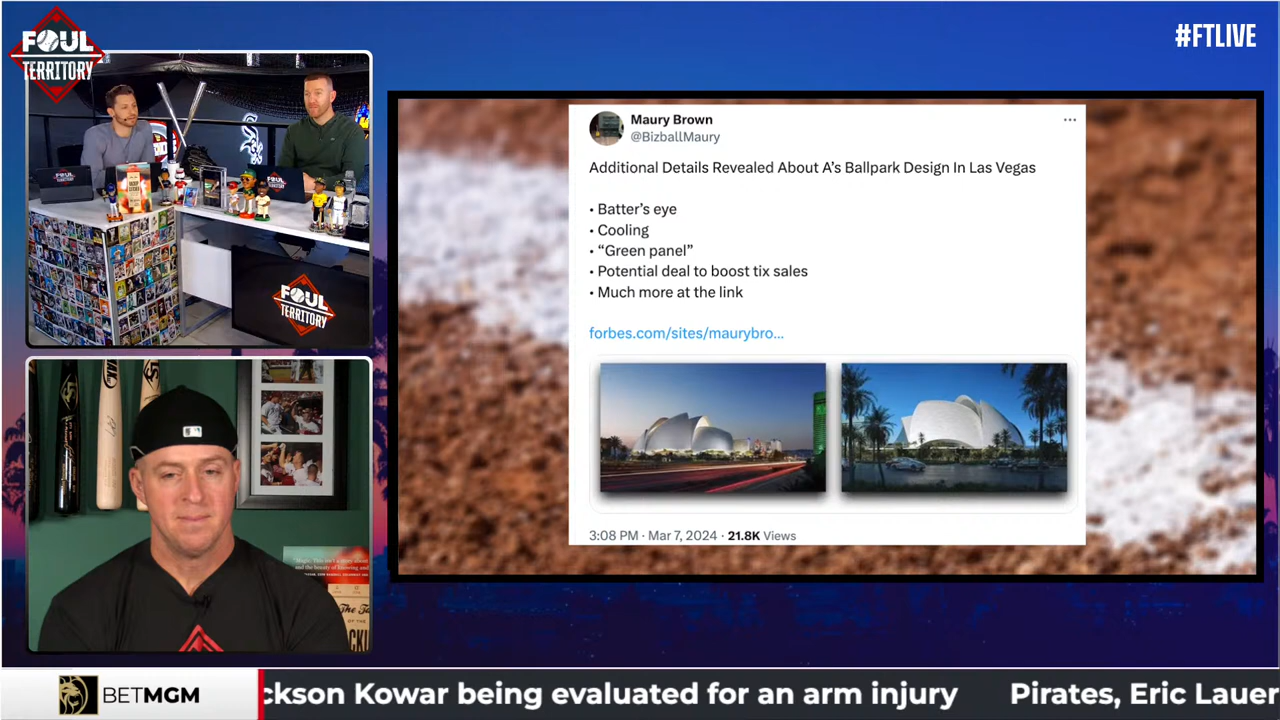 FOUL
TERRITORY
#FTLIVE
FOUL
TERRITORY
Maury Brown
@BizballMaury
Additional Details Revealed About A’s Ballpark Design In Las Vegas
• Batter’s eye
• Cooling
• “Green panel”
• Potential deal to boost tix sales
• Much more at the link
forbes.com/sites/maurybro...
3:08 PM · Mar 7, 2024 · 21.8K Views
The
OF THE
BETMGM
ckson Kowar being evaluated for an arm injury
Pirates, Eric Lauer